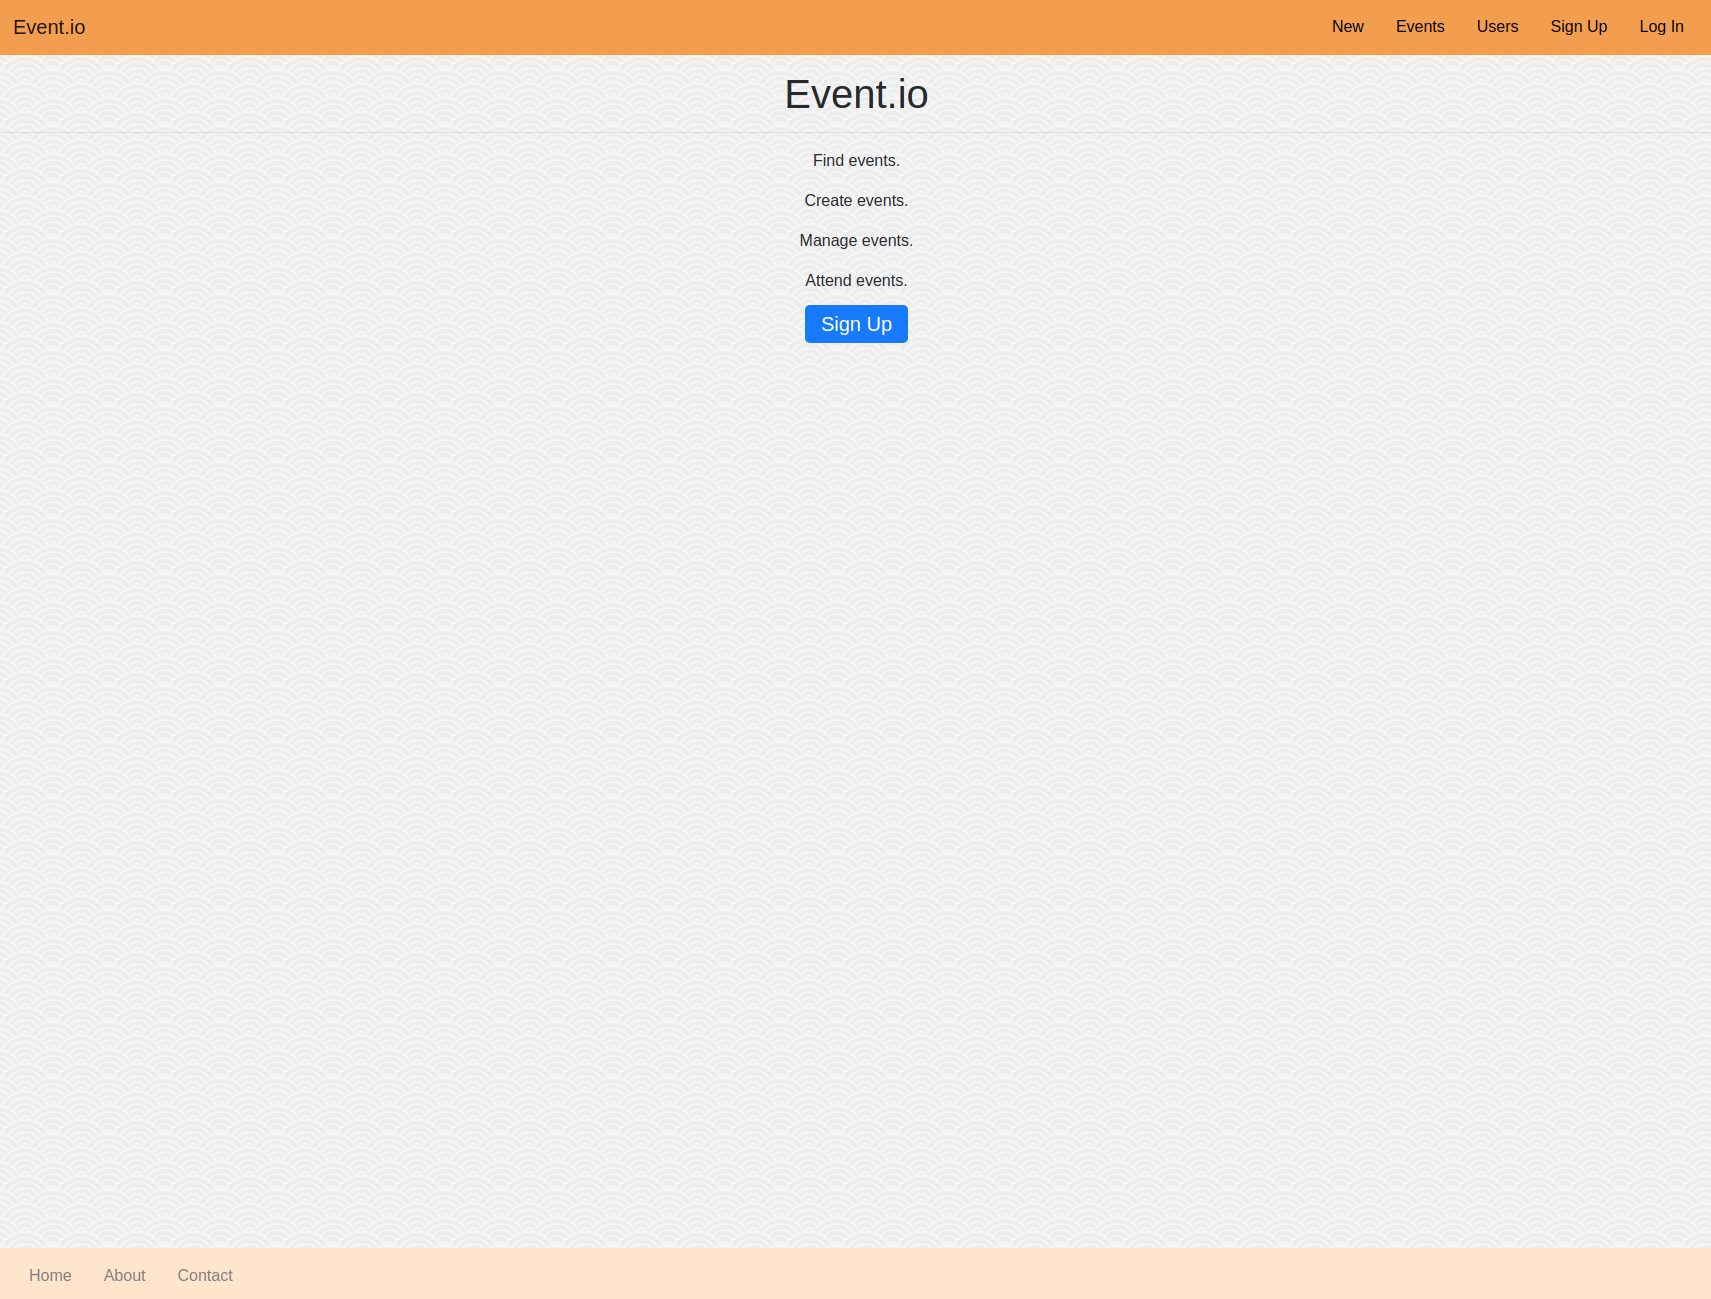 Event.io New Events Users Sign Up Log In
Event.io
Find events.
Create events.
Manage events.
Attend events.
Sign Up
Home About Contact